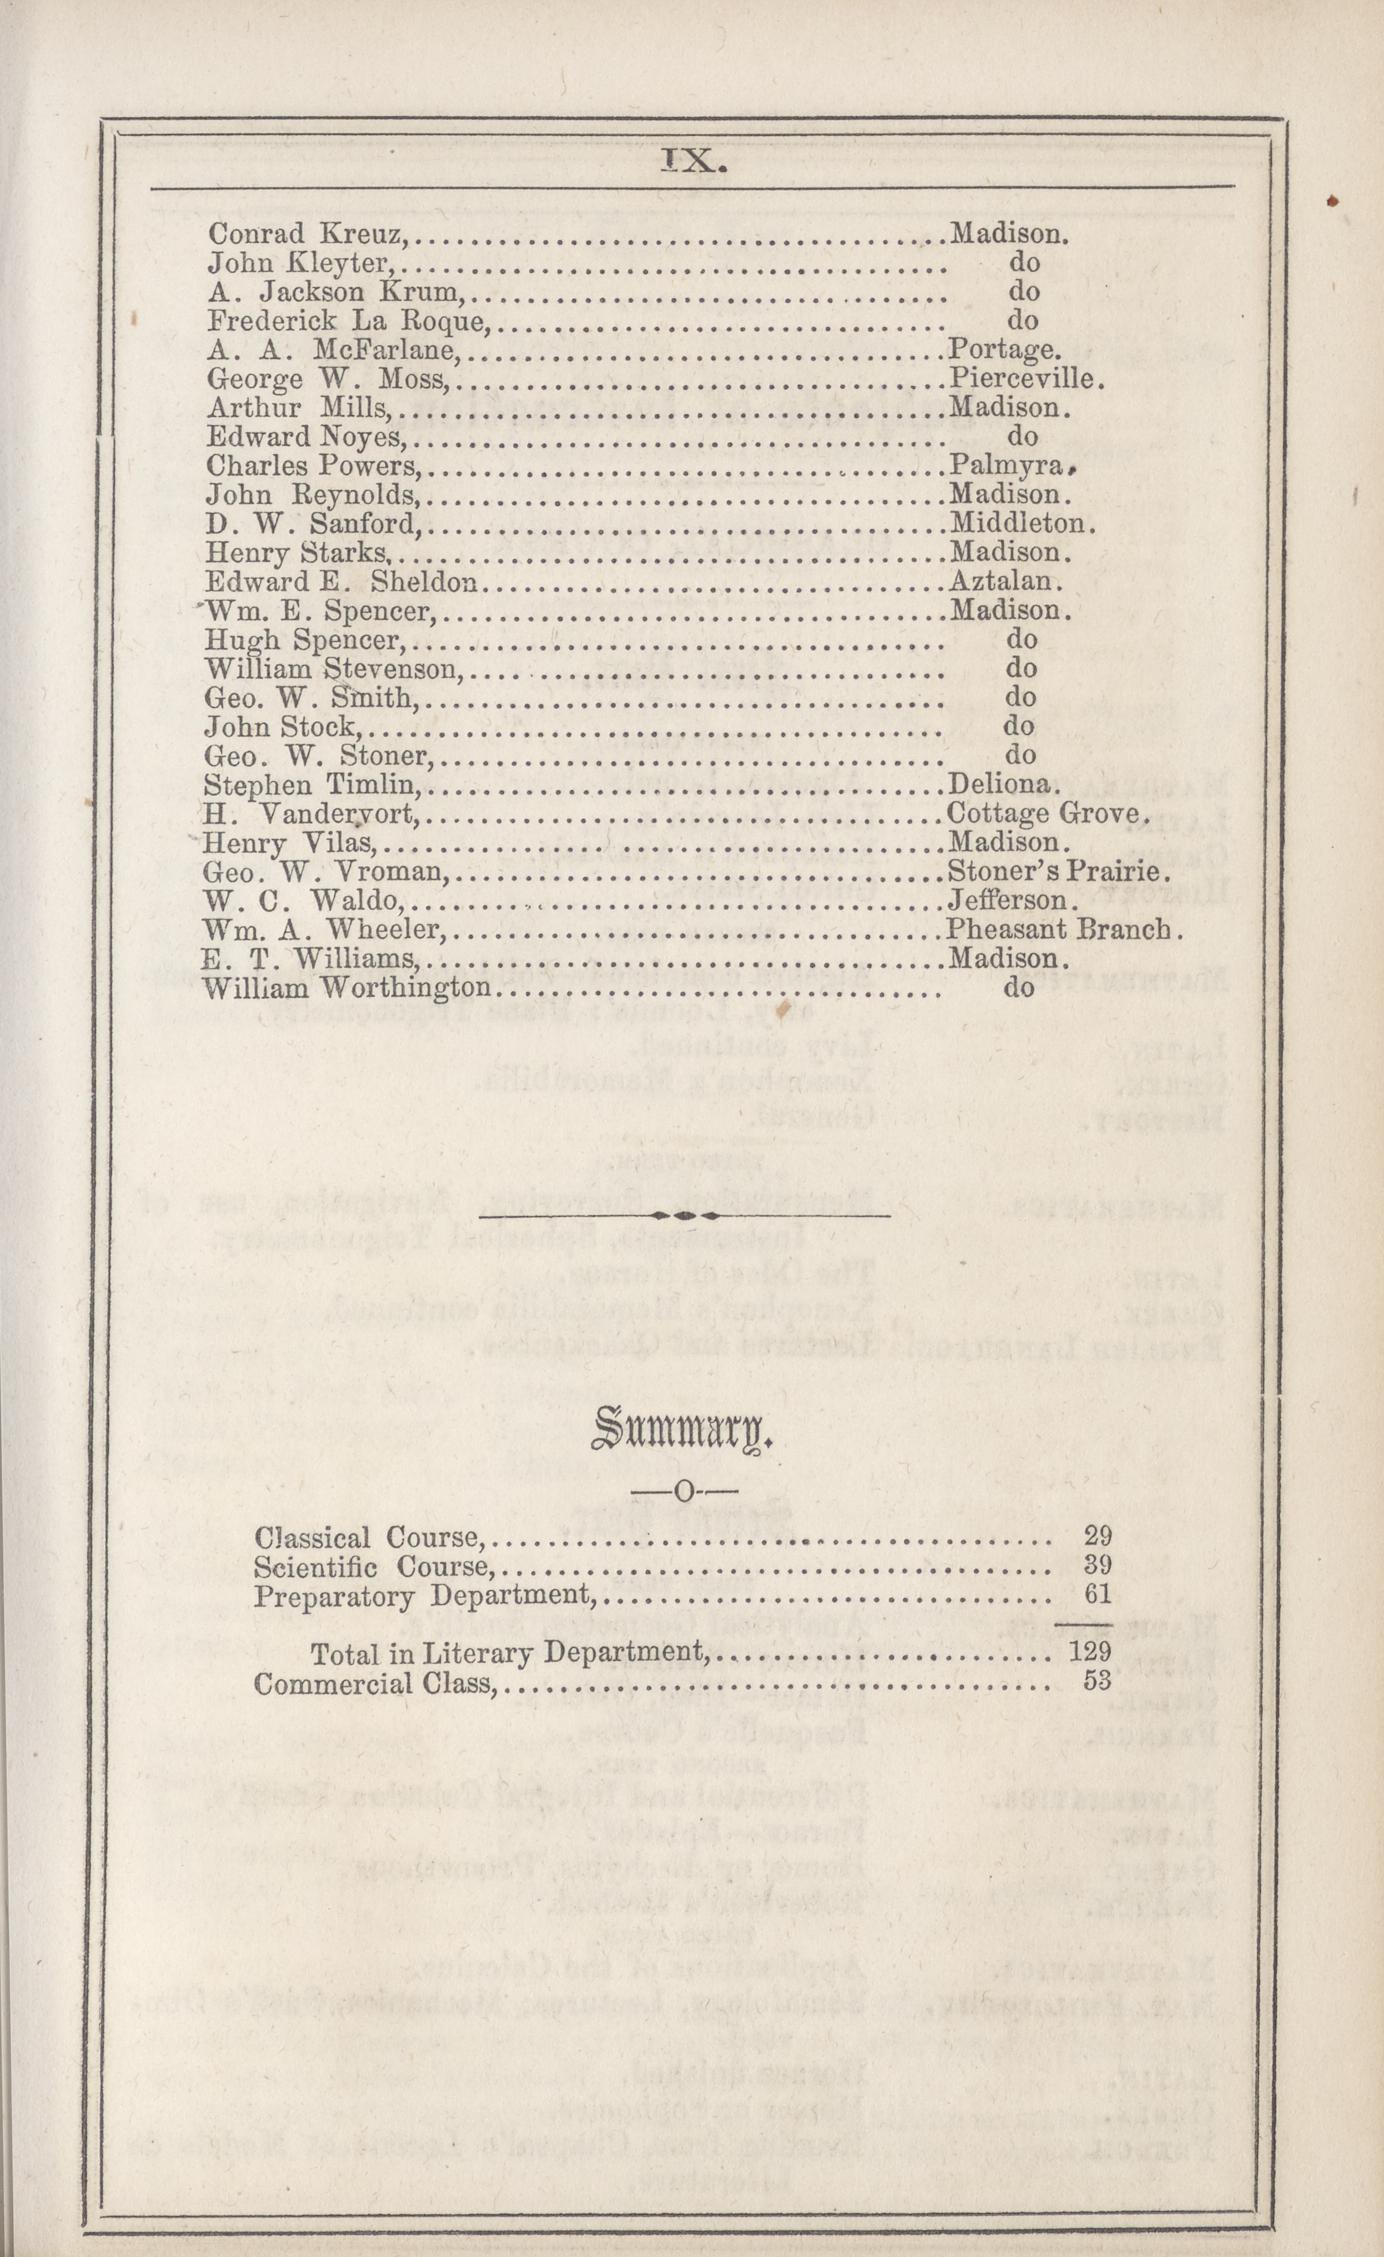 IX.
Conrad Kreuz,......................................Madison.
John Kleyter,....................................... do
A. Jackson Krum,.................................. do
Frederick La Roque,................................ do
A. A. McFarlane,..................................Portage.
George W. Moss,...................................Pierceville.
Arthur Mills,.......................................Madison.
Edward Noyes,...................................... do
Charles Powers,.....................................Palmyra.
John Reynolds,.....................................Madison.
D. W. Sanford,.....................................Middleton.
Henry Starks,.......................................Madison.
Edward E. Sheldon.................................Aztalan.
Wm. E. Spencer,....................................Madison.
Hugh Spencer,...................................... do
William Stevenson,.................................. do
Geo. W. Smith,..................................... do
John Stock,......................................... do
Geo. W. Stoner,.................................... do
Stephen Timlin,.....................................Deliona.
H. Vandervort,.....................................Cottage Grove.
Henry Vilas,........................................Madison.
Geo. W. Vroman,...................................Stoner's Prairie.
W. C. Waldo,......................................Jefferson.
Wm. A. Wheeler,...................................Pheasant Branch.
E. T. Williams,.....................................Madison.
William Worthington................................ do
Summary.
—O—
Classical Course,........................................ 29
Scientific Course,....................................... 39
Preparatory Department,................................ 61
Total in Literary Department,........................ 129
Commercial Class,....................................... 53